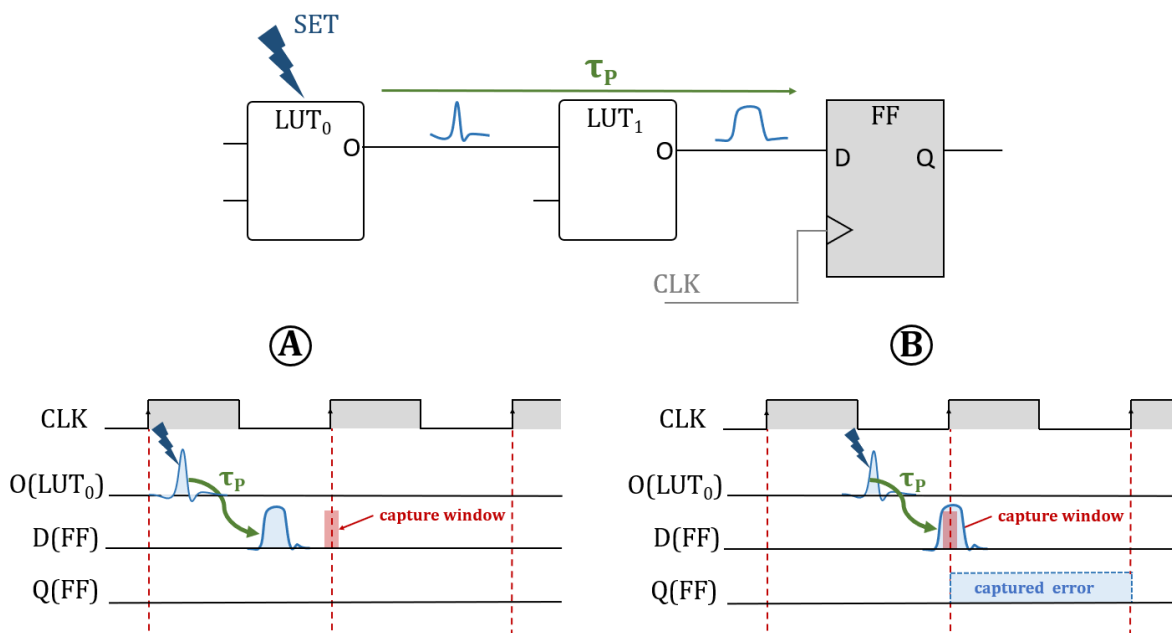 SET
τP
LUT0
LUT1
FF
O
O
D
Q
CLK
A
CLK
O(LUT0)
τP
D(FF)
capture window
Q(FF)
B
CLK
O(LUT0)
τP
D(FF)
capture window
Q(FF)
captured error